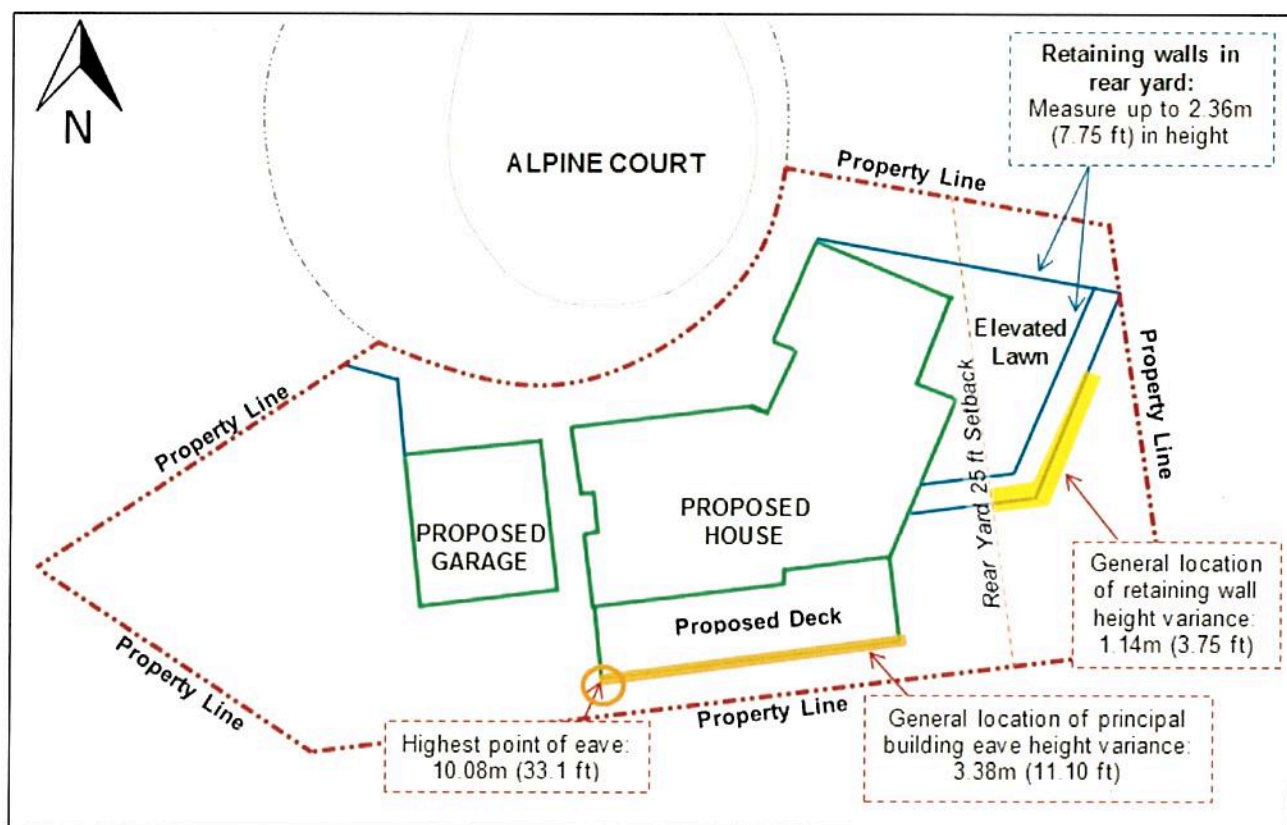 N
ALPINE COURT
Retaining walls in
rear yard:
Measure up to 2.36m
(7.75 ft) in height
Property Line
Elevated
Lawn
Property Line
Property Line
Rear Yard 25 ft Setback
PROPOSED
GARAGE
PROPOSED
HOUSE
General location
of retaining wall
height variance:
1.14m (3.75 ft)
Proposed Deck
Property Line
Property Line
Highest point of eave:
10.08m (33.1 ft)
General location of principal
building eave height variance:
3.38m (11.10 ft)